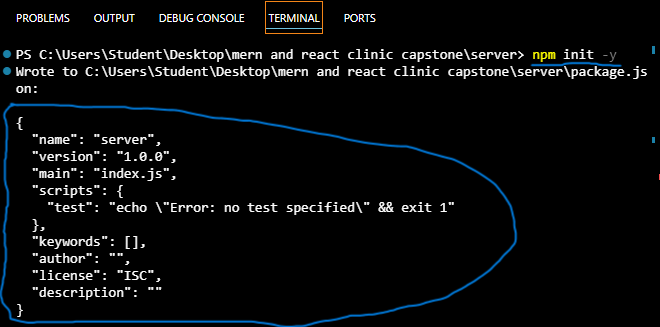 PROBLEMS OUTPUT DEBUG CONSOLE TERMINAL PORTS
PS C:\Users\Student\Desktop\mern and react clinic capstone\server> npm init -y
Wrote to C:\Users\Student\Desktop\mern and react clinic capstone\server\package.js
on:
{
  "name": "server",
  "version": "1.0.0",
  "main": "index.js",
  "scripts": {
    "test": "echo \"Error: no test specified\" && exit 1"
  },
  "keywords": [],
  "author": "",
  "license": "ISC",
  "description": ""
}